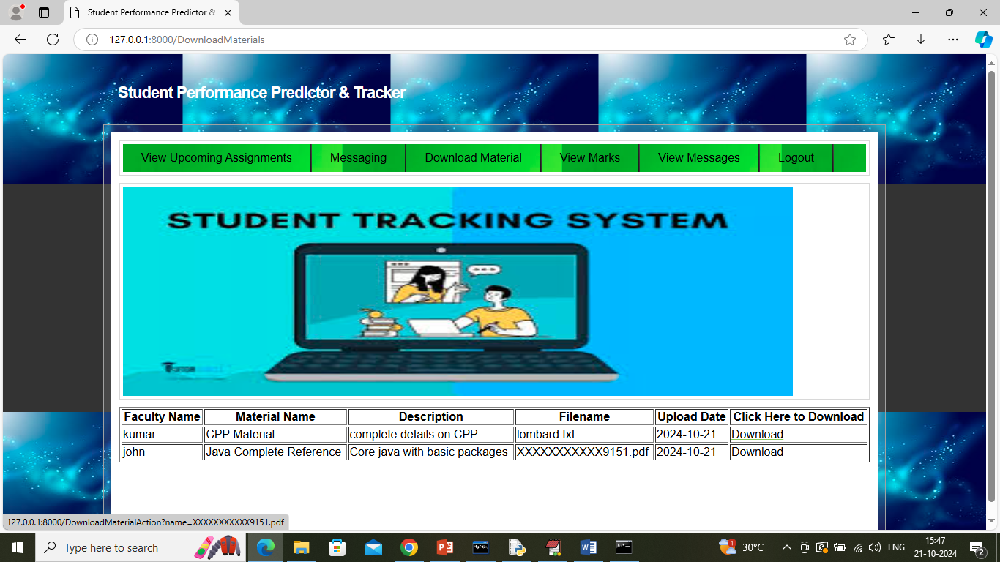 Student Performance Predictor &
127.0.0.1:8000/DownloadMaterials
Student Performance Predictor & Tracker
View Upcoming Assignments Messaging Download Material View Marks View Messages Logout
STUDENT TRACKING SYSTEM
Faculty Name Material Name Description Filename Upload Date Click Here to Download
kumar CPP Material complete details on CPP lombard.txt 2024-10-21 Download
john Java Complete Reference Core java with basic packages XXXXXXXXXXX9151.pdf 2024-10-21 Download
127.0.0.1:8000/DownloadMaterialAction?name=XXXXXXXXXXX9151.pdf
Type here to search
1
30°C
ENG
15:47
21-10-2024
2